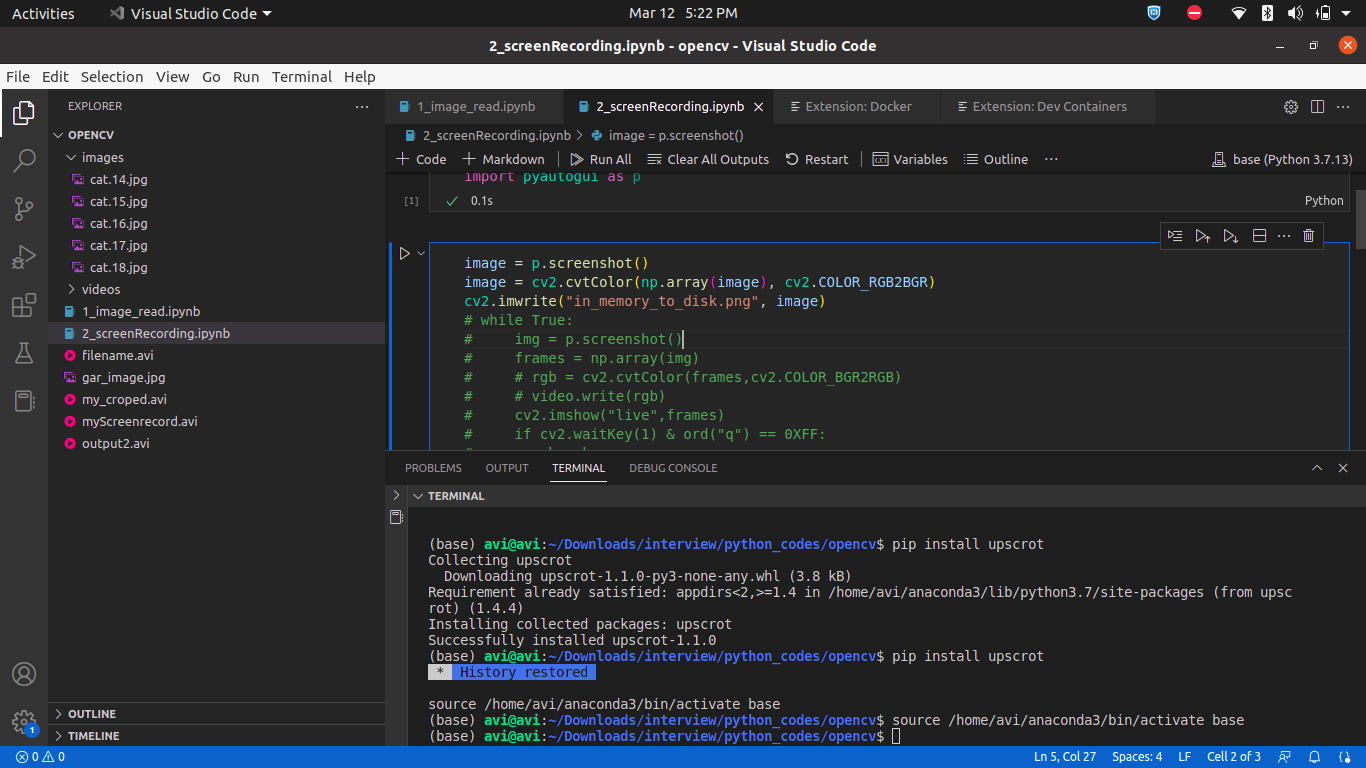 Activities
Visual Studio Code
Mar 12 5:22 PM
2_screenRecording.ipynb - opencv - Visual Studio Code
File Edit Selection View Go Run Terminal Help
EXPLORER
OPENCV
images
cat.14.jpg
cat.15.jpg
cat.16.jpg
cat.17.jpg
cat.18.jpg
videos
1_image_read.ipynb
2_screenRecording.ipynb
filename.avi
gar_image.jpg
my_croped.avi
myScreenrecord.avi
output2.avi
OUTLINE
TIMELINE
1
1_image_read.ipynb 2_screenRecording.ipynb Extension: Docker Extension: Dev Containers
2_screenRecording.ipynb > image = p.screenshot()
+ Code + Markdown | Run All Clear All Outputs Restart | Variables Outline ... base (Python 3.7.13)
import pyautogui as p
[1] 0.1s Python
image = p.screenshot()
image = cv2.cvtColor(np.array(image), cv2.COLOR_RGB2BGR)
cv2.imwrite("in_memory_to_disk.png", image)
# while True:
#     img = p.screenshot()
#     frames = np.array(img)
#     # rgb = cv2.cvtColor(frames,cv2.COLOR_BGR2RGB)
#     # video.write(rgb)
#     cv2.imshow("live",frames)
#     if cv2.waitKey(1) & ord("q") == 0XFF:
PROBLEMS OUTPUT TERMINAL DEBUG CONSOLE
TERMINAL
(base) avi@avi:~/Downloads/interview/python_codes/opencv$ pip install upscrot
Collecting upscrot
  Downloading upscrot-1.1.0-py3-none-any.whl (3.8 kB)
Requirement already satisfied: appdirs<2,>=1.4 in /home/avi/anaconda3/lib/python3.7/site-packages (from upsc
rot) (1.4.4)
Installing collected packages: upscrot
Successfully installed upscrot-1.1.0
(base) avi@avi:~/Downloads/interview/python_codes/opencv$ pip install upscrot
* History restored
source /home/avi/anaconda3/bin/activate base
(base) avi@avi:~/Downloads/interview/python_codes/opencv$ source /home/avi/anaconda3/bin/activate base
(base) avi@avi:~/Downloads/interview/python_codes/opencv$
0 0 Ln 5, Col 27 Spaces: 4 LF Cell 2 of 3